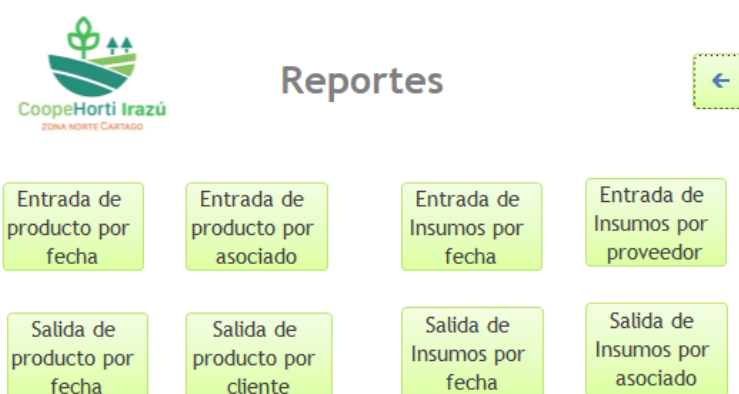 Reportes
CoopeHorti Irazú
ZONA NORTE CARTAGO
Entrada de
producto por
fecha
Entrada de
producto por
asociado
Entrada de
Insumos por
fecha
Entrada de
Insumos por
proveedor
Salida de
producto por
fecha
Salida de
producto por
cliente
Salida de
Insumos por
fecha
Salida de
Insumos por
asociado